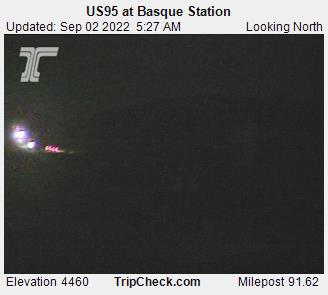 US95 at Basque Station
Updated: Sep 02 2022 5:27 AM Looking North
Elevation 4460 TripCheck.com Milepost 91.62